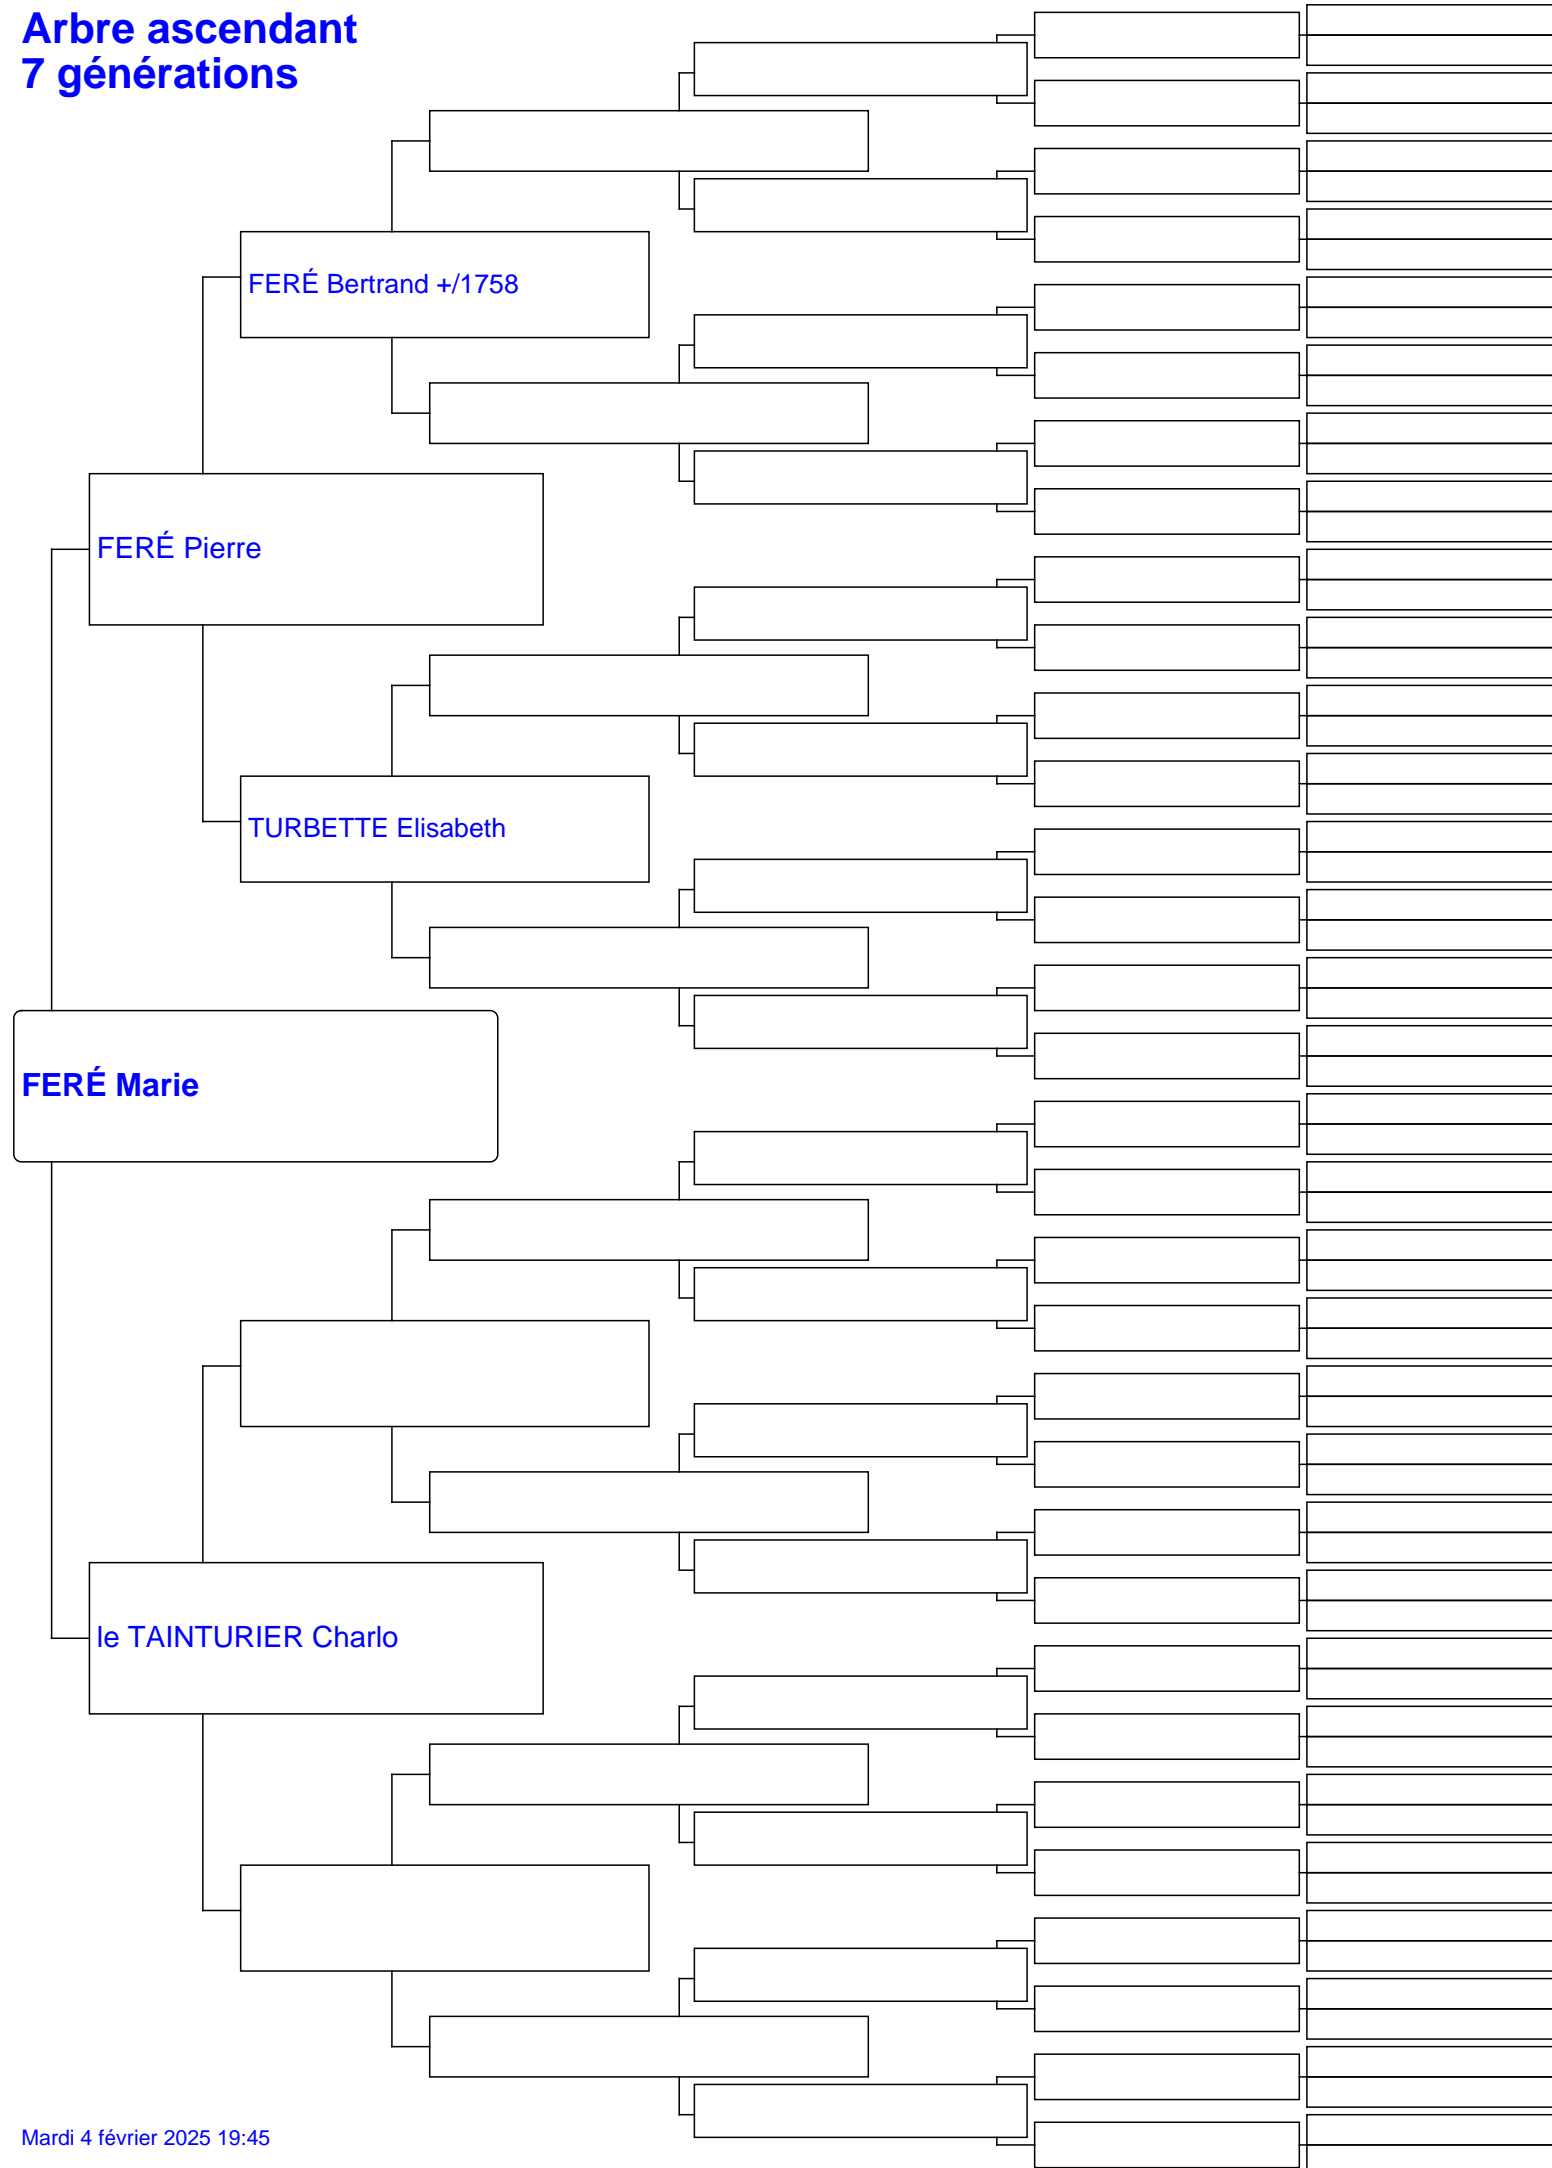 Arbre ascendant
7 générations
FERÉ Bertrand +/1758
FERÉ Pierre
TURBETTE Elisabeth
FERÉ Marie
le TAINTURIER Charlo
Mardi 4 février 2025 19:45